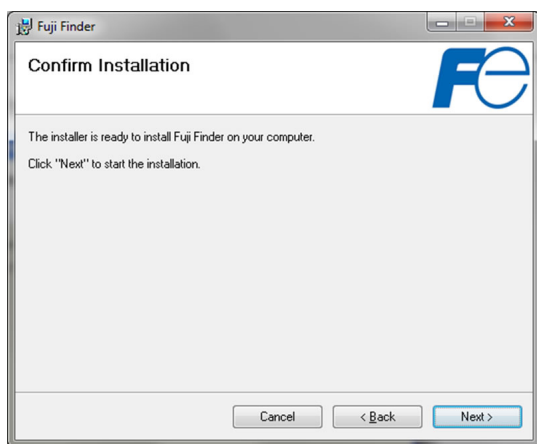 Fuji Finder
Confirm Installation
Fe
The installer is ready to install Fuji Finder on your computer.
Click "Next" to start the installation.
Cancel
< Back
Next >